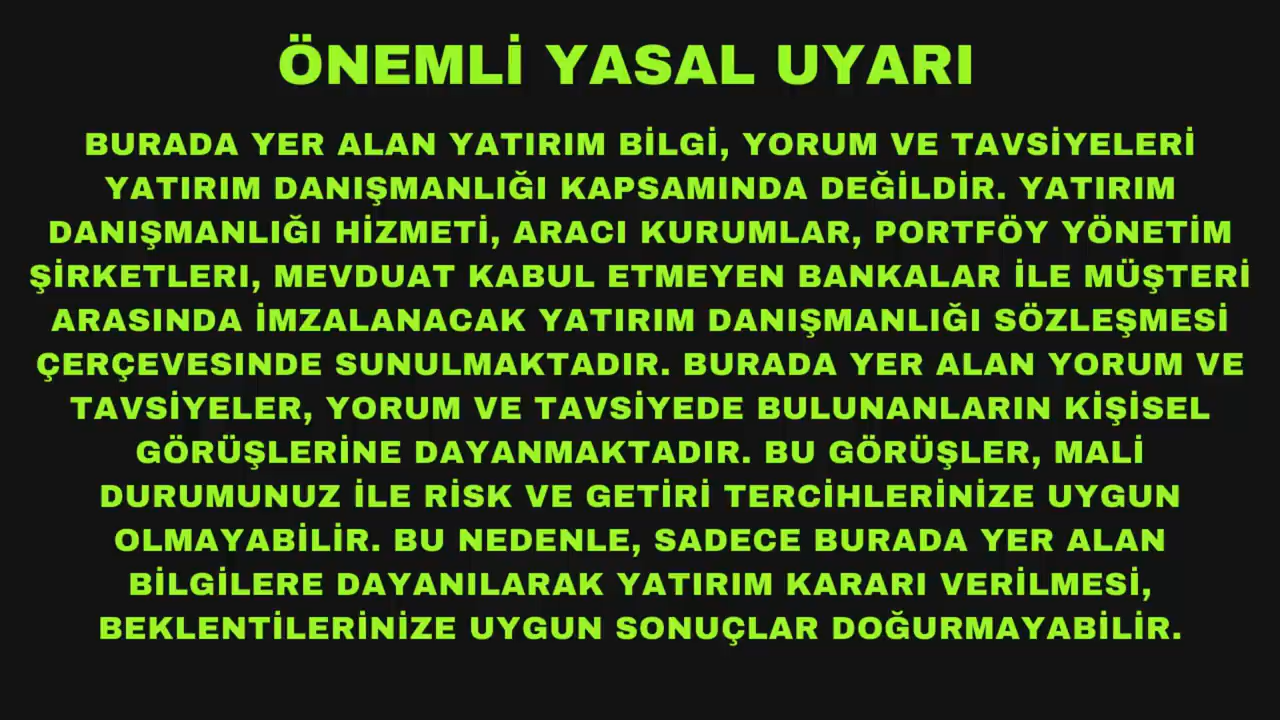 ÖNEMLİ YASAL UYARI
BURADA YER ALAN YATIRIM BİLGİ, YORUM VE TAVSİYELERİ
YATIRIM DANIŞMANLIĞI KAPSAMINDA DEĞİLDİR. YATIRIM
DANIŞMANLIĞI HİZMETİ, ARACI KURUMLAR, PORTFÖY YÖNETİM
ŞİRKETLERI, MEVDUAT KABUL ETMEYEN BANKALAR İLE MÜŞTERİ
ARASINDA İMZALANACAK YATIRIM DANIŞMANLIĞI SÖZLEŞMESİ
ÇERÇEVESINDE SUNULMAKTADIR. BURADA YER ALAN YORUM VE
TAVSİYELER, YORUM VE TAVSİYEDE BULUNANLARIN KİŞİSEL
GÖRÜŞLERİNE DAYANMAKTADIR. BU GÖRÜŞLER, MALİ
DURUMUNUZ İLE RİSK VE GETİRİ TERCİHLERİNİZE UYGUN
OLMAYABİLİR. BU NEDENLE, SADECE BURADA YER ALAN
BİLGİLERE DAYANILARAK YATIRIM KARARI VERİLMESİ,
BEKLENTİLERİNİZE UYGUN SONUÇLAR DOĞURMAYABİLİR.